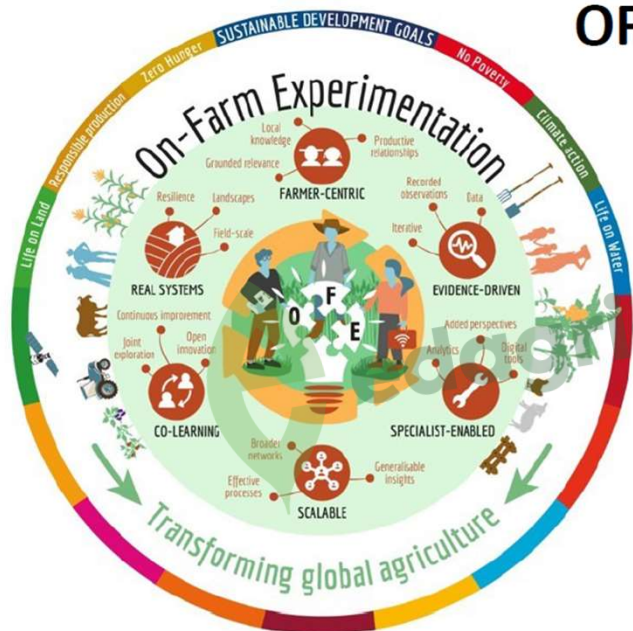 OF
SUSTAINABLE DEVELOPMENT GOALS
No Poverty
Climate action
Life on Water
Zero Hunger
Responsible production
Life on Land
On-Farm Experimentation
Local
knowledge
Productive
relationships
Grounded relevance
FARMER-CENTRIC
Resilience
Landscapes
Field-scale
REAL SYSTEMS
Recorded
observations
Data
Iterative
EVIDENCE-DRIVEN
O
F
E
Continuous improvement
Joint
exploration
Open
innovation
CO-LEARNING
Added perspectives
Analytics
Digital
tools
SPECIALIST-ENABLED
Broader
networks
Effective
processes
Generalisable
insights
SCALABLE
Transforming global agriculture